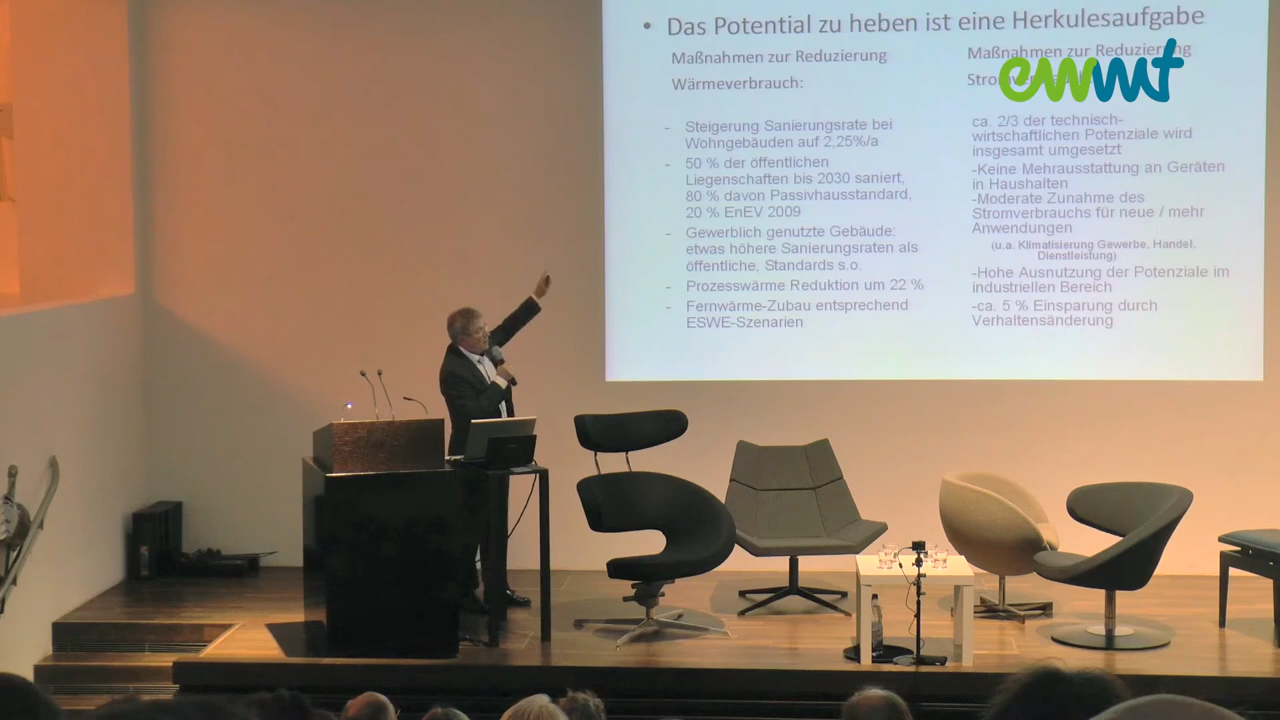 • Das Potential zu heben ist eine Herkulesaufgabe
Maßnahmen zur Reduzierung
Wärmeverbrauch:
- Steigerung Sanierungsrate bei
Wohngebäuden auf 2,25%/a
- 50 % der öffentlichen
Liegenschaften bis 2030 saniert,
80 % davon Passivhausstandard,
20 % EnEV 2009
- Gewerblich genutzte Gebäude:
etwas höhere Sanierungsraten als
öffentliche, Standards s.o.
- Prozesswärme Reduktion um 22 %
- Fernwärme-Zubau entsprechend
ESWE-Szenarien
Maßnahmen zur Reduzierung
ewmt
ca. 2/3 der technisch-
wirtschaftlichen Potenziale wird
insgesamt umgesetzt
-Keine Mehrausstattung an Geräten
in Haushalten
-Moderate Zunahme des
Stromverbrauchs für neue / mehr
Anwendungen
(u.a. Klimatisierung Gewerbe, Handel,
Dienstleistung)
-Hohe Ausnutzung der Potenziale im
industriellen Bereich
-ca. 5 % Einsparung durch
Verhaltensänderung